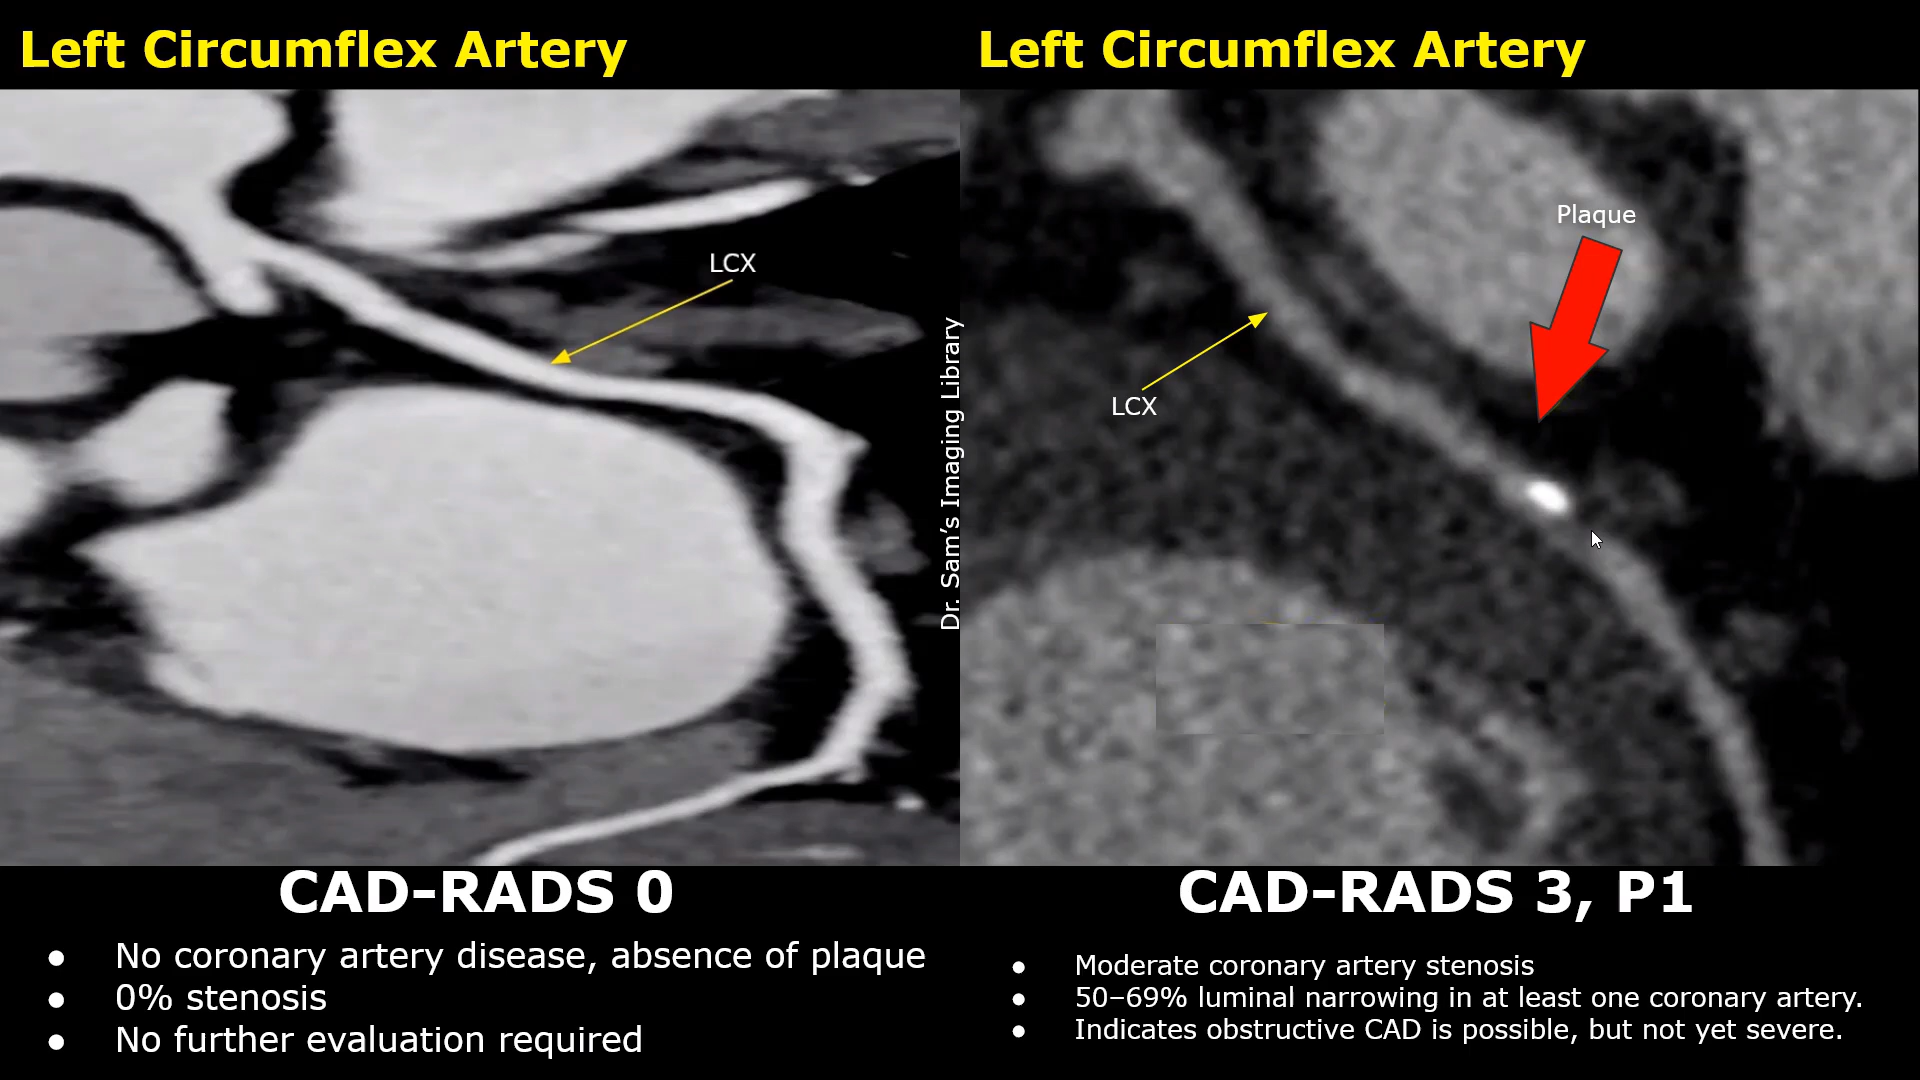 Left Circumflex Artery
LCX
CAD-RADS 0
● No coronary artery disease, absence of plaque
● 0% stenosis
● No further evaluation required
Dr. Sam’s Imaging Library
Left Circumflex Artery
Plaque
LCX
CAD-RADS 3, P1
● Moderate coronary artery stenosis
● 50–69% luminal narrowing in at least one coronary artery.
● Indicates obstructive CAD is possible, but not yet severe.